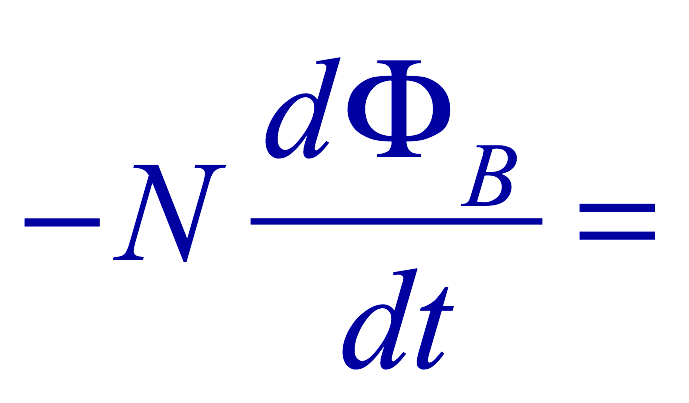 −N dΦ_B/dt =